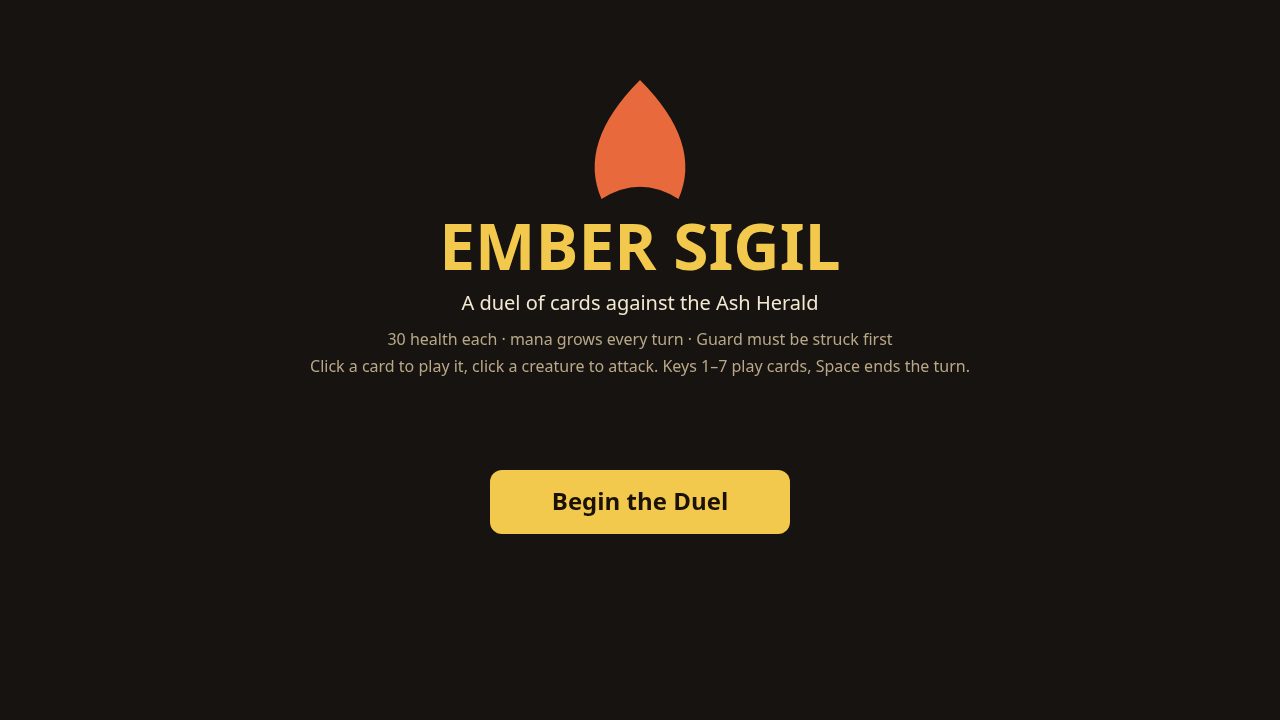 EMBER SIGIL
A duel of cards against the Ash Herald
30 health each · mana grows every turn · Guard must be struck first
Click a card to play it, click a creature to attack. Keys 1–7 play cards, Space ends the turn.
Begin the Duel